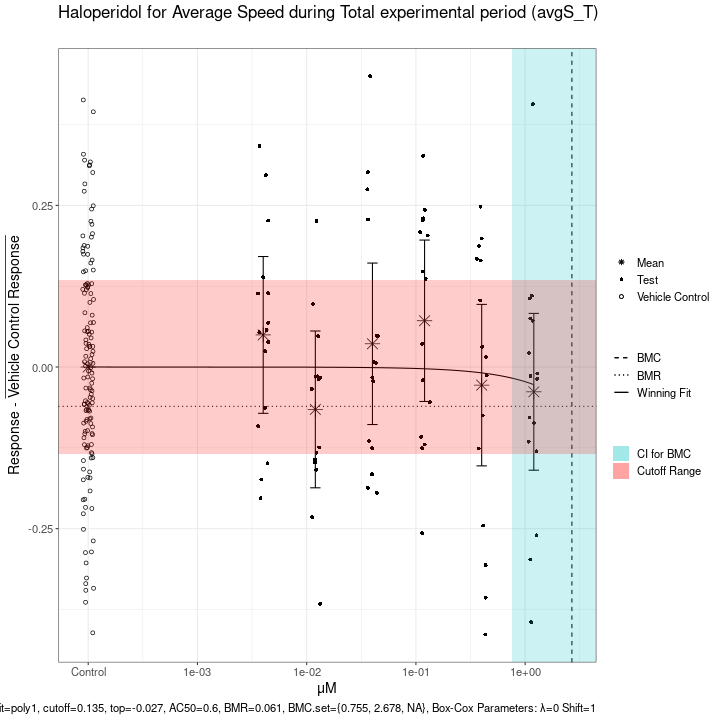 Haloperidol for Average Speed during Total experimental period (avgS_T)
Response - Vehicle Control Response
0.25
0.00
-0.25
Control
1e-03
1e-02
1e-01
1e+00
μM
Mean
Test
Vehicle Control
BMC
BMR
Winning Fit
CI for BMC
Cutoff Range
it=poly1, cutoff=0.135, top=-0.027, AC50=0.6, BMR=0.061, BMC.set={0.755, 2.678, NA}, Box-Cox Parameters: λ=0 Shift=1